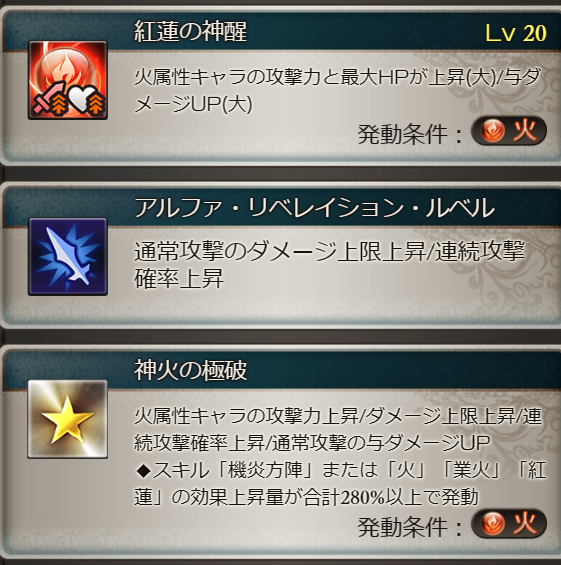 紅蓮の神醒
Lv 20
火属性キャラの攻撃力と最大HPが上昇(大)/与ダ
メージUP(大)
発動条件：火
アルファ・リベレイション・ルベル
通常攻撃のダメージ上限上昇/連続攻撃
確率上昇
神火の極破
火属性キャラの攻撃力上昇/ダメージ上限上昇/連
続攻撃確率上昇/通常攻撃の与ダメージUP
◆スキル「機炎方陣」または「火」「業火」「紅
蓮」の効果上昇量が合計280%以上で発動
発動条件：火